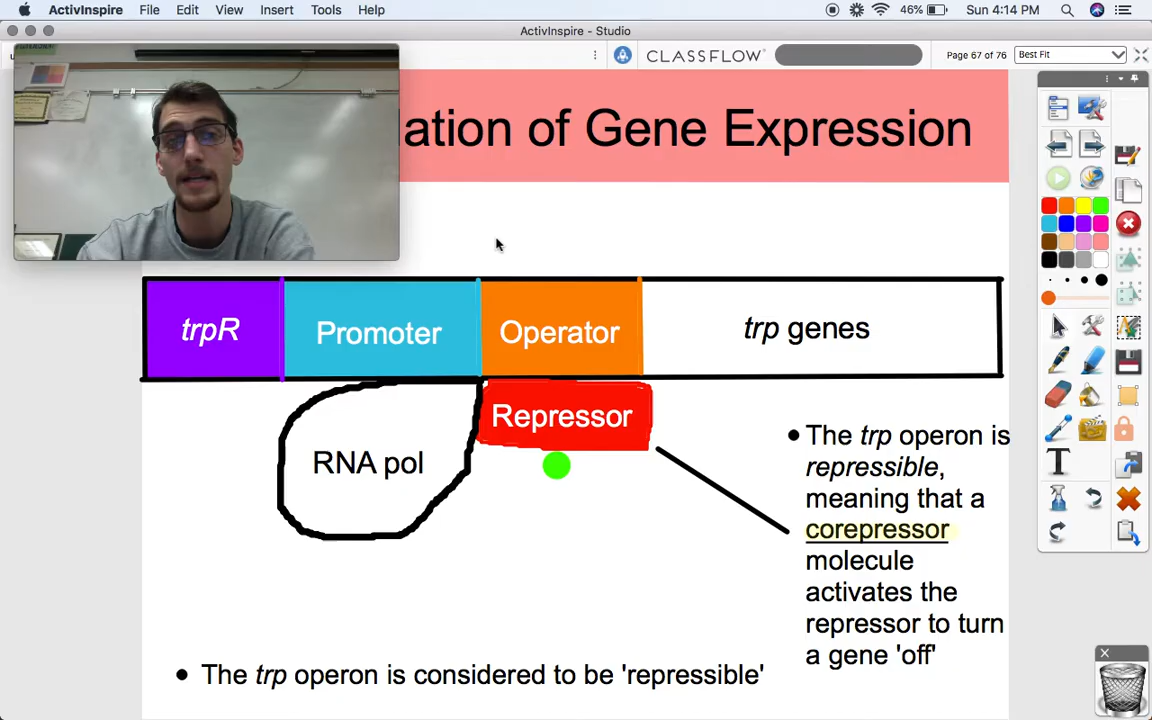 ActivInspire File Edit View Insert Tools Help 46% Sun 4:14 PM
ActivInspire - Studio
CLASSFLOW Page 67 of 76 Best Fit
ation of Gene Expression
trpR Promoter Operator trp genes
Repressor
RNA pol
• The trp operon is
repressible,
meaning that a
corepressor
molecule
activates the
repressor to turn
a gene 'off'
• The trp operon is considered to be 'repressible'